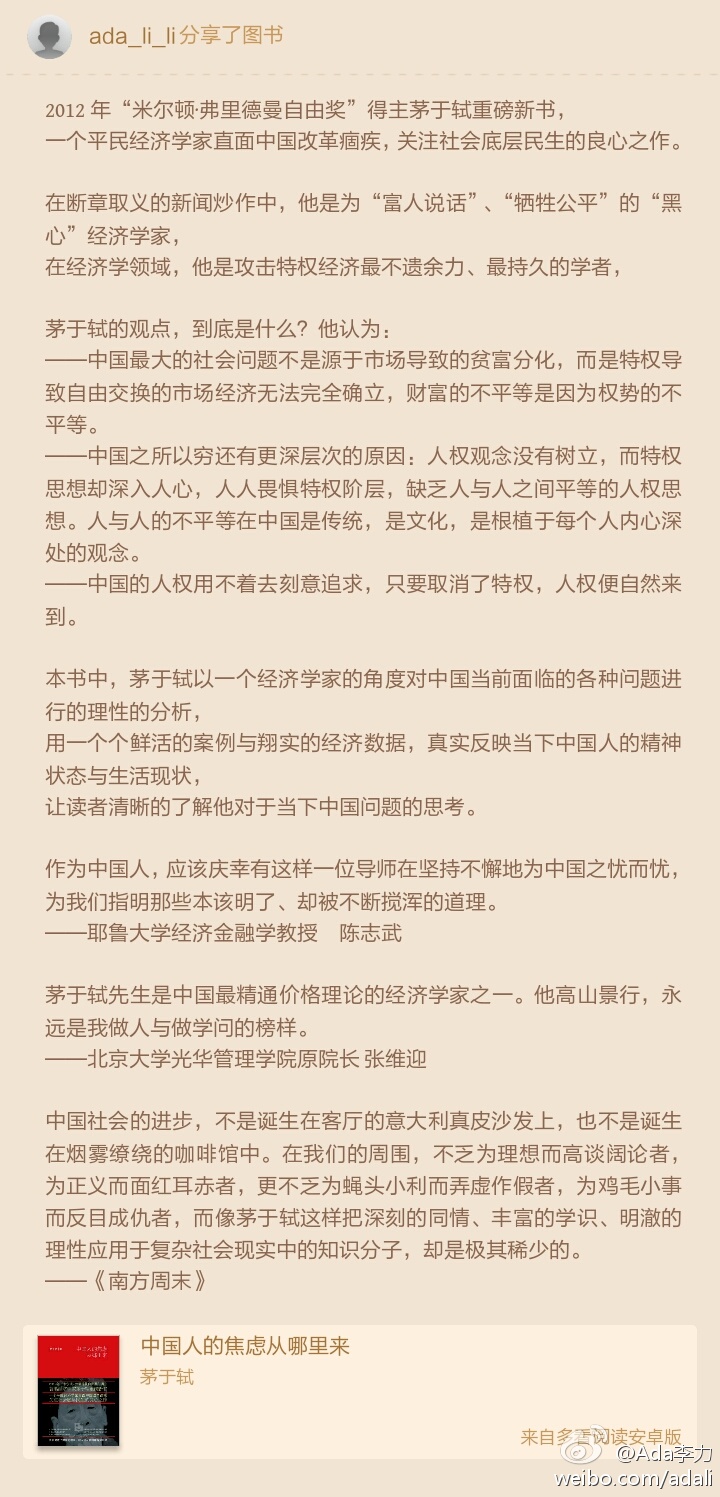 ada_li_li分享了图书
2012 年“米尔顿·弗里德曼自由奖”得主茅于轼重磅新书，
一个平民经济学家直面中国改革痼疾，关注社会底层民生的良心之作。
在断章取义的新闻炒作中，他是为“富人说话”、“牺牲公平”的“黑
心”经济学家，
在经济学领域，他是攻击特权经济最不遗余力、最持久的学者，
茅于轼的观点，到底是什么？他认为：
——中国最大的社会问题不是源于市场导致的贫富分化，而是特权导
致自由交换的市场经济无法完全确立，财富的不平等是因为权势的不
平等。
——中国之所以穷还有更深层次的原因：人权观念没有树立，而特权
思想却深入人心，人人畏惧特权阶层，缺乏人与人之间平等的人权思
想。人与人的不平等在中国是传统，是文化，是根植于每个人内心深
处的观念。
——中国的人权用不着去刻意追求，只要取消了特权，人权便自然来
到。
本书中，茅于轼以一个经济学家的角度对中国当前面临的各种问题进
行的理性的分析，
用一个个鲜活的案例与翔实的经济数据，真实反映当下中国人的精神
状态与生活现状，
让读者清晰的了解他对于当下中国问题的思考。
作为中国人，应该庆幸有这样一位导师在坚持不懈地为中国之忧而忧，
为我们指明那些本该明了、却被不断搅浑的道理。
——耶鲁大学经济金融学教授　陈志武
茅于轼先生是中国最精通价格理论的经济学家之一。他高山景行，永
远是我做人与做学问的榜样。
——北京大学光华管理学院原院长 张维迎
中国社会的进步，不是诞生在客厅的意大利真皮沙发上，也不是诞生
在烟雾缭绕的咖啡馆中。在我们的周围，不乏为理想而高谈阔论者，
为正义而面红耳赤者，更不乏为蝇头小利而弄虚作假者，为鸡毛小事
而反目成仇者，而像茅于轼这样把深刻的同情、丰富的学识、明澈的
理性应用于复杂社会现实中的知识分子，却是极其稀少的。
——《南方周末》
中国人的焦虑从哪里来
茅于轼
来自多看阅读安卓版
@Ada李力
weibo.com/adali